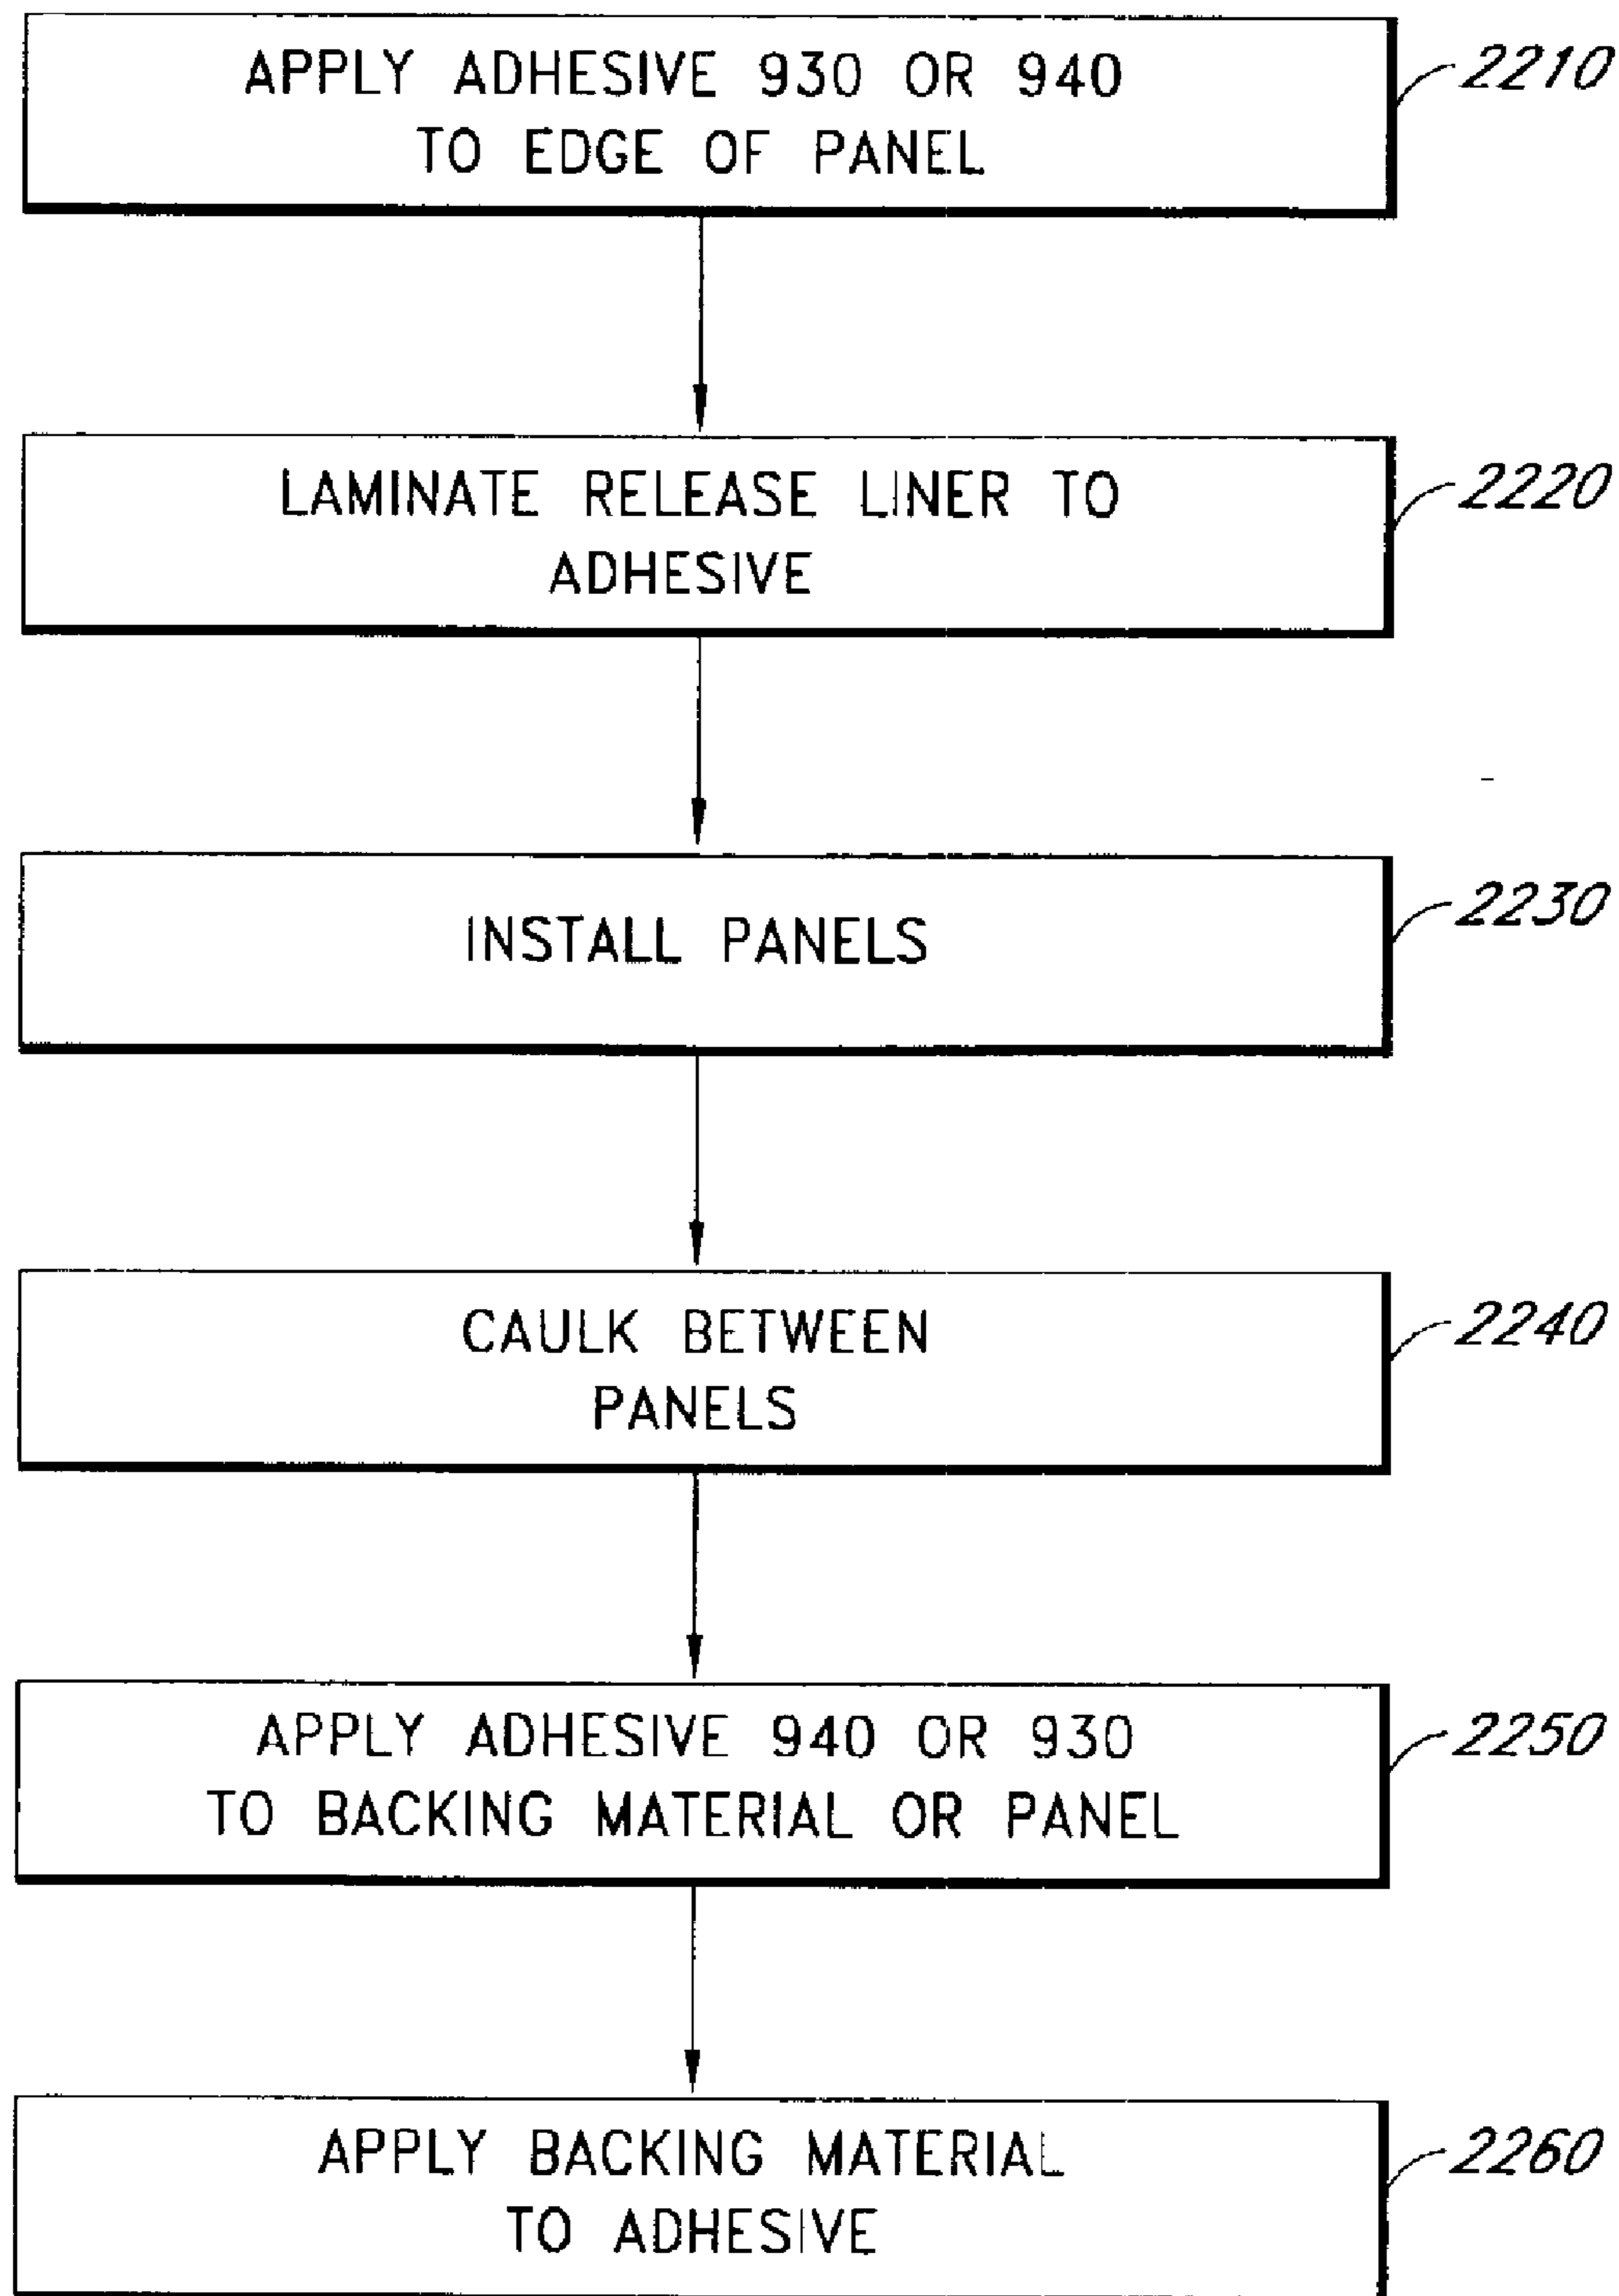 APPLY ADHESIVE 930 OR 940
TO EDGE OF PANEL
2210
LAMINATE RELEASE LINER TO
ADHESIVE
2220
INSTALL PANELS
2230
CAULK BETWEEN
PANELS
2240
APPLY ADHESIVE 940 OR 930
TO BACKING MATERIAL OR PANEL
2250
APPLY BACKING MATERIAL
TO ADHESIVE
2260